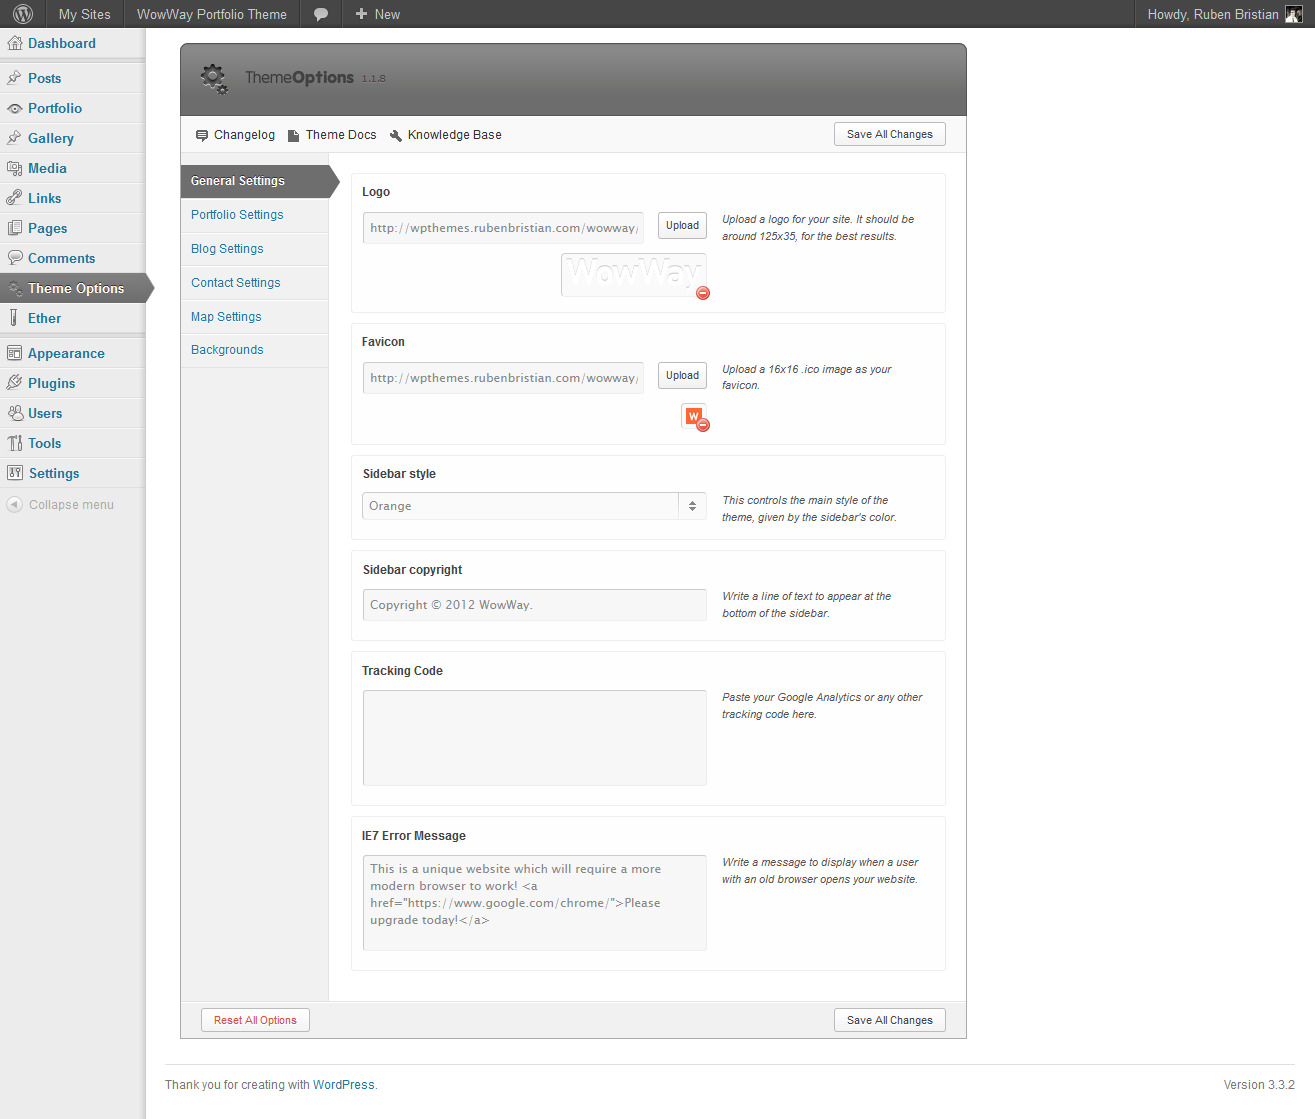 My Sites
WowWay Portfolio Theme
New
Howdy, Ruben Bristian
Dashboard
Posts
Portfolio
Gallery
Media
Links
Pages
Comments
Theme Options
Ether
Appearance
Plugins
Users
Tools
Settings
Collapse menu
ThemeOptions 1.1.8
Changelog
Theme Docs
Knowledge Base
Save All Changes
General Settings
Portfolio Settings
Blog Settings
Contact Settings
Map Settings
Backgrounds
Logo
http://wpthemes.rubenbristian.com/wowway/
Upload
Upload a logo for your site. It should be
around 125x35, for the best results.
WowWay
Favicon
http://wpthemes.rubenbristian.com/wowway/
Upload
Upload a 16x16 .ico image as your
favicon.
W
Sidebar style
Orange
This controls the main style of the
theme, given by the sidebar's color.
Sidebar copyright
Copyright © 2012 WowWay.
Write a line of text to appear at the
bottom of the sidebar.
Tracking Code
Paste your Google Analytics or any other
tracking code here.
IE7 Error Message
This is a unique website which will require a more
modern browser to work! <a
href="https://www.google.com/chrome/">Please
upgrade today!</a>
Write a message to display when a user
with an old browser opens your website.
Reset All Options
Save All Changes
Thank you for creating with WordPress.
Version 3.3.2